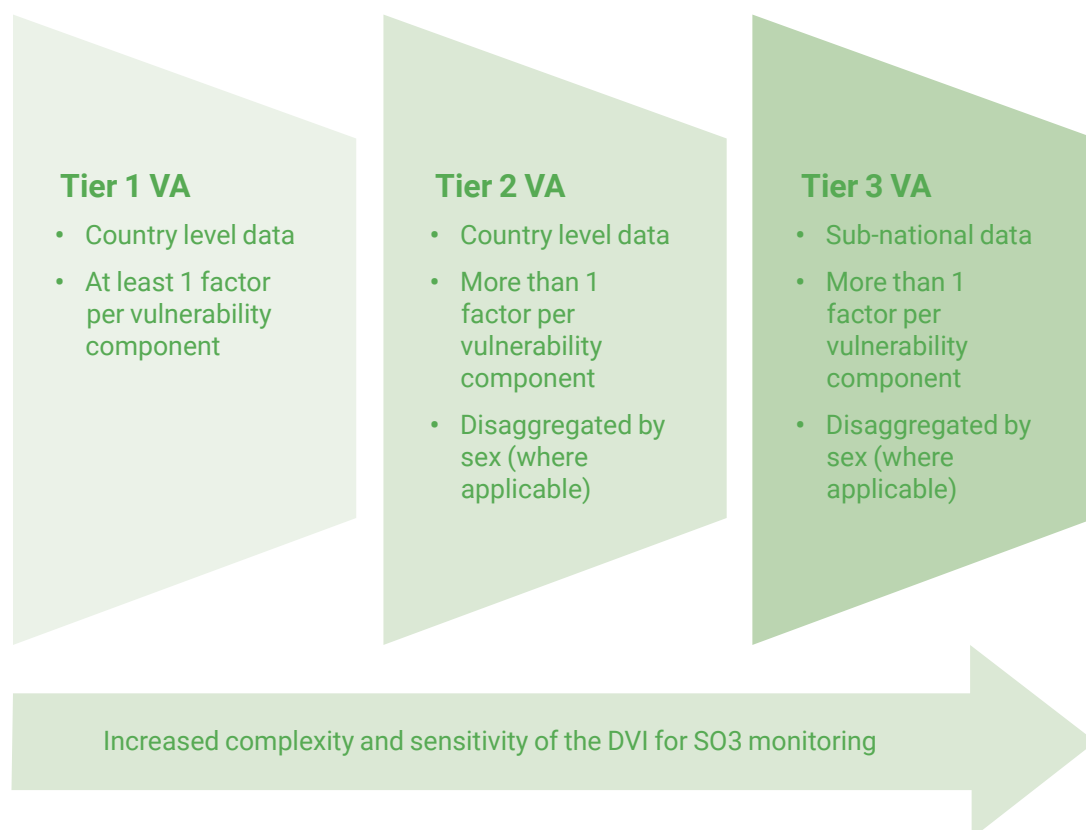 Tier 1 VA
• Country level data
• At least 1 factor
per vulnerability
component
Tier 2 VA
• Country level data
• More than 1
factor per
vulnerability
component
• Disaggregated by
sex (where
applicable)
Tier 3 VA
• Sub-national data
• More than 1
factor per
vulnerability
component
• Disaggregated by
sex (where
applicable)
Increased complexity and sensitivity of the DVI for SO3 monitoring